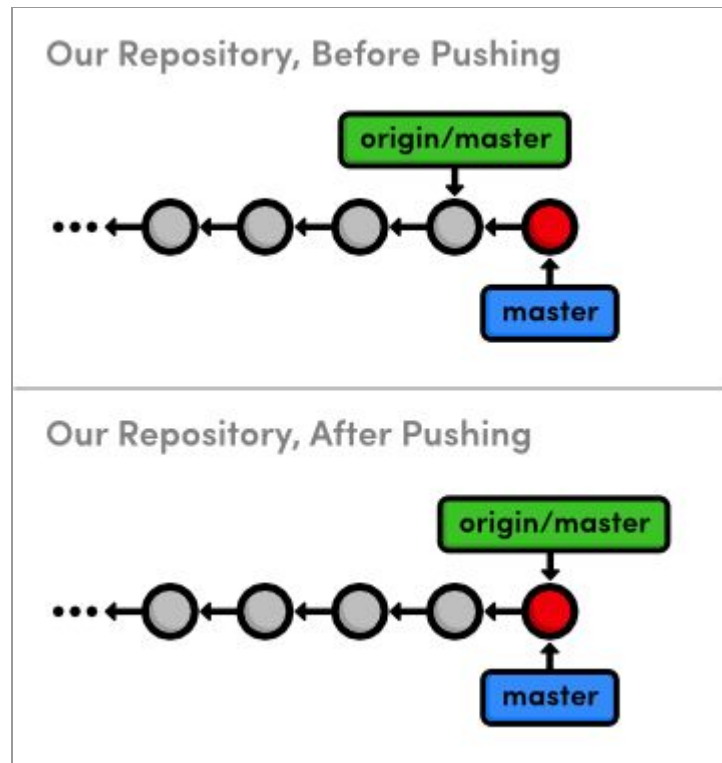 Our Repository, Before Pushing
origin/master
master
Our Repository, After Pushing
origin/master
master